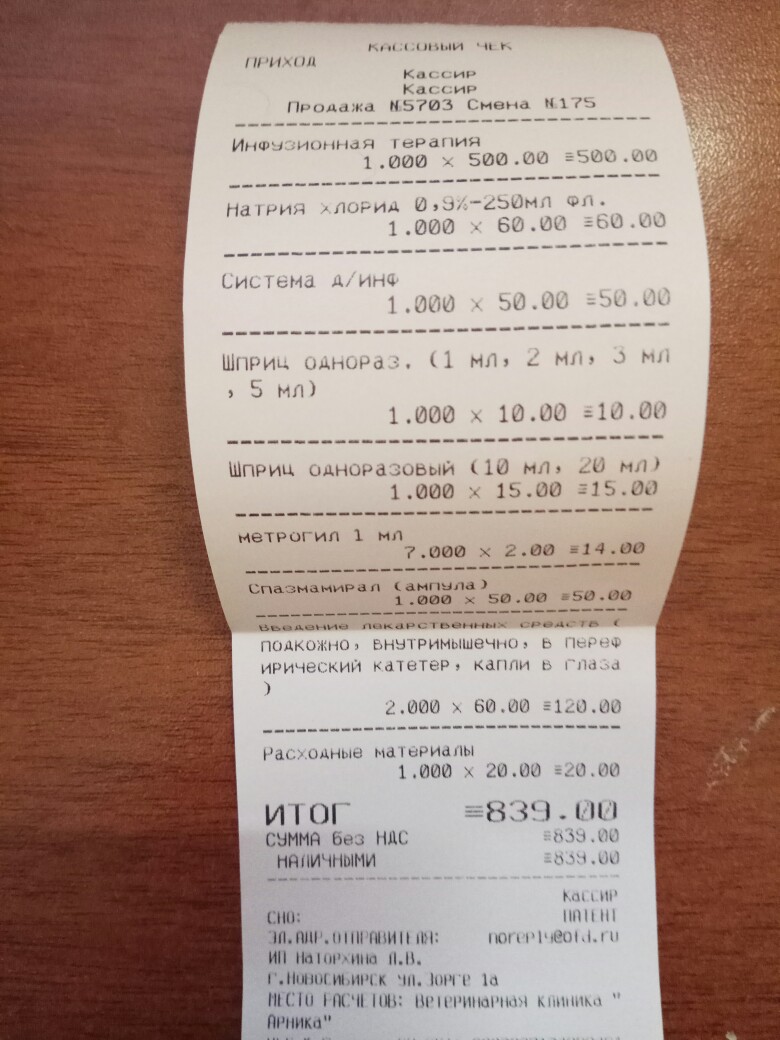 КАССОВЫЙ ЧЕК
ПРИХОД
Кассир
Кассир
Продажа №5703 Смена №175
Инфузионная терапия
1.000 × 500.00 ≡500.00
Натрия хлорид 0,9%-250мл фл.
1.000 × 60.00 ≡60.00
Система д/инф
1.000 × 50.00 ≡50.00
Шприц однораз. (1 мл, 2 мл, 3 мл
, 5 мл)
1.000 × 10.00 ≡10.00
Шприц одноразовый (10 мл, 20 мл)
1.000 × 15.00 ≡15.00
метрогил 1 мл
7.000 × 2.00 ≡14.00
Спазмамирал (ампула)
1.000 × 50.00 ≡50.00
Введение лекарственных средств (
подкожно, внутримышечно, в переф
ирический катетер, капли в глаза
)
2.000 × 60.00 ≡120.00
Расходные материалы
1.000 × 20.00 ≡20.00
ИТОГ ≡839.00
СУММА без НДС ≡839.00
НАЛИЧНЫМИ ≡839.00
Кассир
СНО: ПАТЕНТ
ЭЛ.АДР.ОТПРАВИТЕЛЯ: noreply@ofd.ru
ИП Наторхина Л.В.
г.Новосибирск ул.Зорге 1а
МЕСТО РАСЧЕТОВ: Ветеринарная клиника "
Арника"